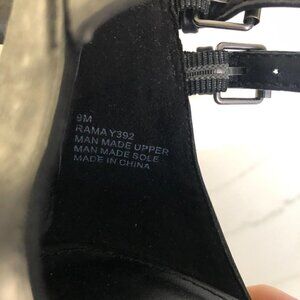 9M
RAMA Y392
MAN MADE UPPER
MAN MADE SOLE
MADE IN CHINA